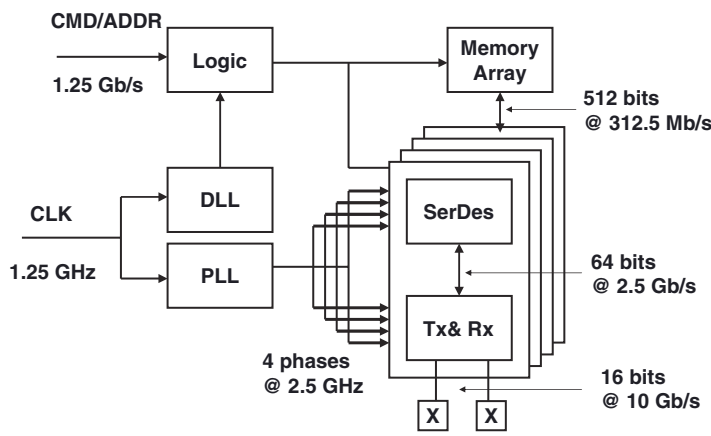 CMD/ADDR
1.25 Gb/s
Logic
Memory
Array
512 bits
@ 312.5 Mb/s
CLK
1.25 GHz
DLL
PLL
SerDes
64 bits
@ 2.5 Gb/s
Tx& Rx
4 phases
@ 2.5 GHz
16 bits
@ 10 Gb/s
X
X